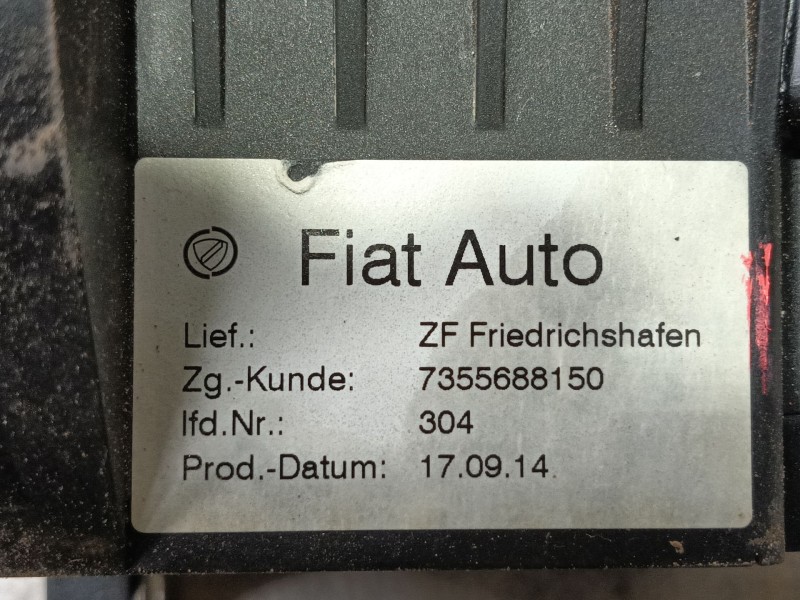 Fiat Auto
Lief.: ZF Friedrichshafen
Zg.-Kunde: 7355688150
lfd.Nr.: 304
Prod.-Datum: 17.09.14